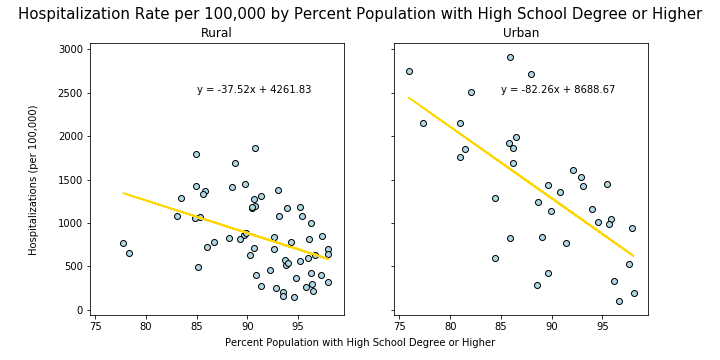 Hospitalization Rate per 100,000 by Percent Population with High School Degree or Higher
Rural
Urban
y = -37.52x + 4261.83
y = -82.26x + 8688.67
Hospitalizations (per 100,000)
3000
2500
2000
1500
1000
500
0
75 80 85 90 95
75 80 85 90 95
Percent Population with High School Degree or Higher